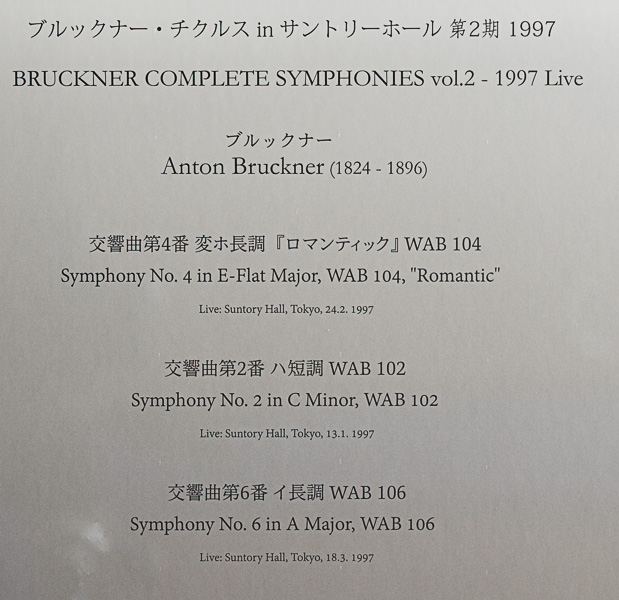 ブルックナー・チクルス in サントリーホール 第2期 1997
BRUCKNER COMPLETE SYMPHONIES vol.2 - 1997 Live
ブルックナー
Anton Bruckner (1824 - 1896)
交響曲第4番 変ホ長調『ロマンティック』WAB 104
Symphony No. 4 in E-Flat Major, WAB 104, "Romantic"
Live: Suntory Hall, Tokyo, 24.2. 1997
交響曲第2番 ハ短調 WAB 102
Symphony No. 2 in C Minor, WAB 102
Live: Suntory Hall, Tokyo, 13.1. 1997
交響曲第6番 イ長調 WAB 106
Symphony No. 6 in A Major, WAB 106
Live: Suntory Hall, Tokyo, 18.3. 1997